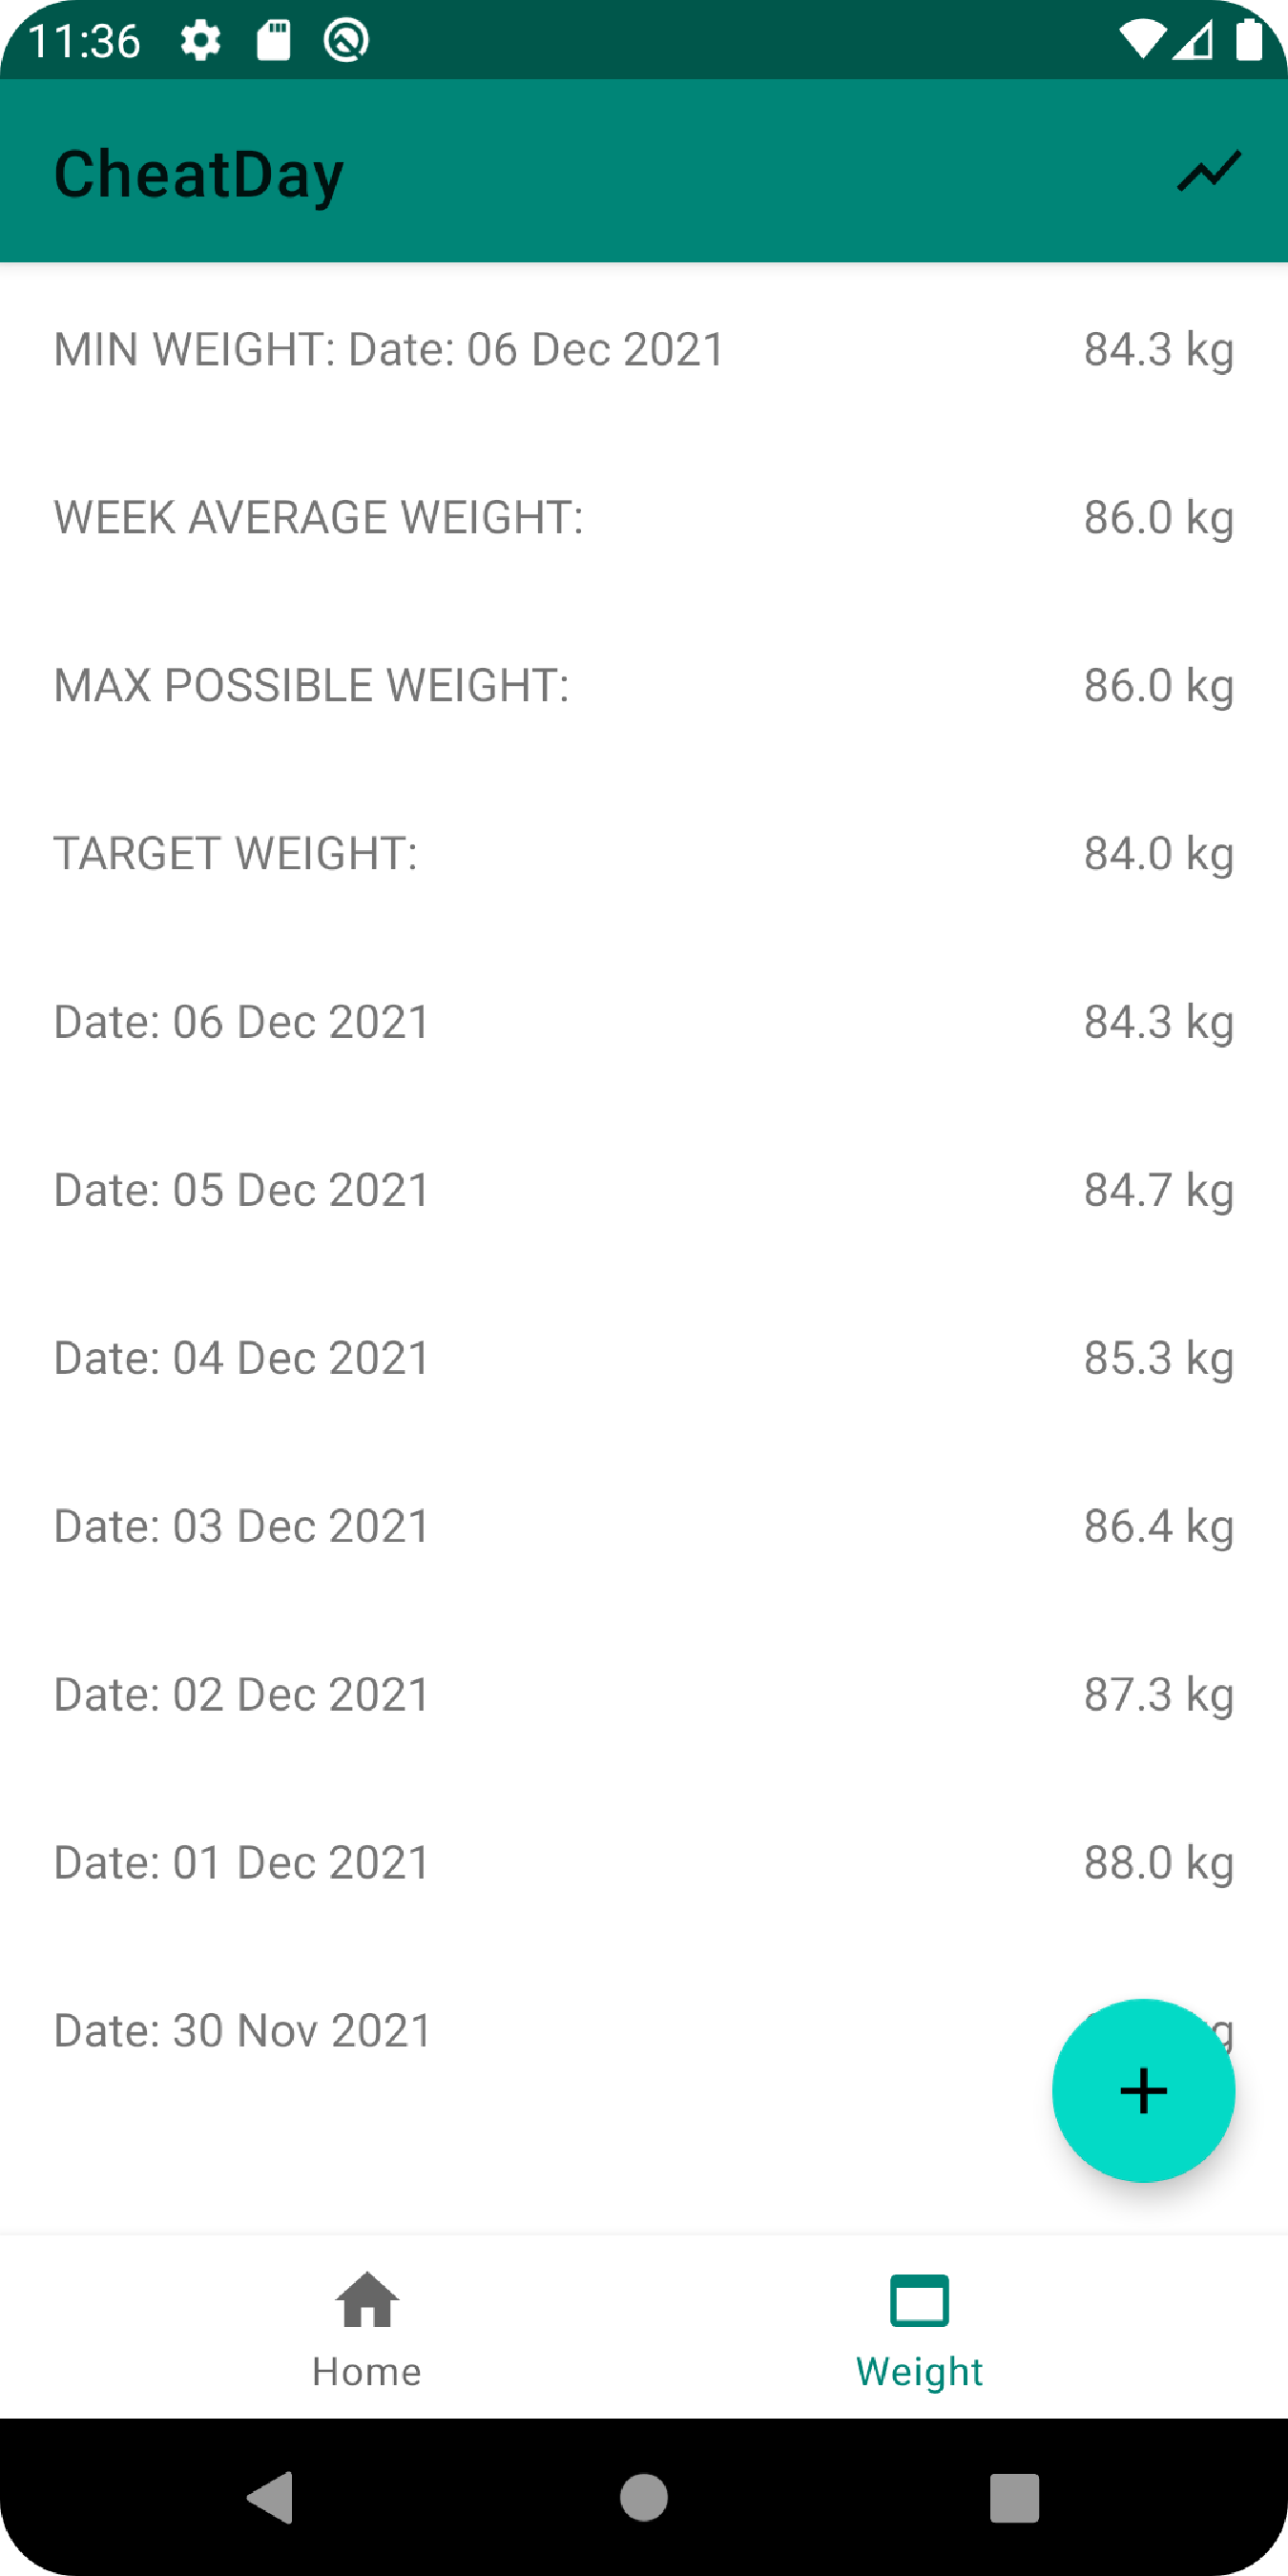 11:36
CheatDay
MIN WEIGHT: Date: 06 Dec 2021 84.3 kg
WEEK AVERAGE WEIGHT: 86.0 kg
MAX POSSIBLE WEIGHT: 86.0 kg
TARGET WEIGHT: 84.0 kg
Date: 06 Dec 2021 84.3 kg
Date: 05 Dec 2021 84.7 kg
Date: 04 Dec 2021 85.3 kg
Date: 03 Dec 2021 86.4 kg
Date: 02 Dec 2021 87.3 kg
Date: 01 Dec 2021 88.0 kg
Date: 30 Nov 2021
Home Weight